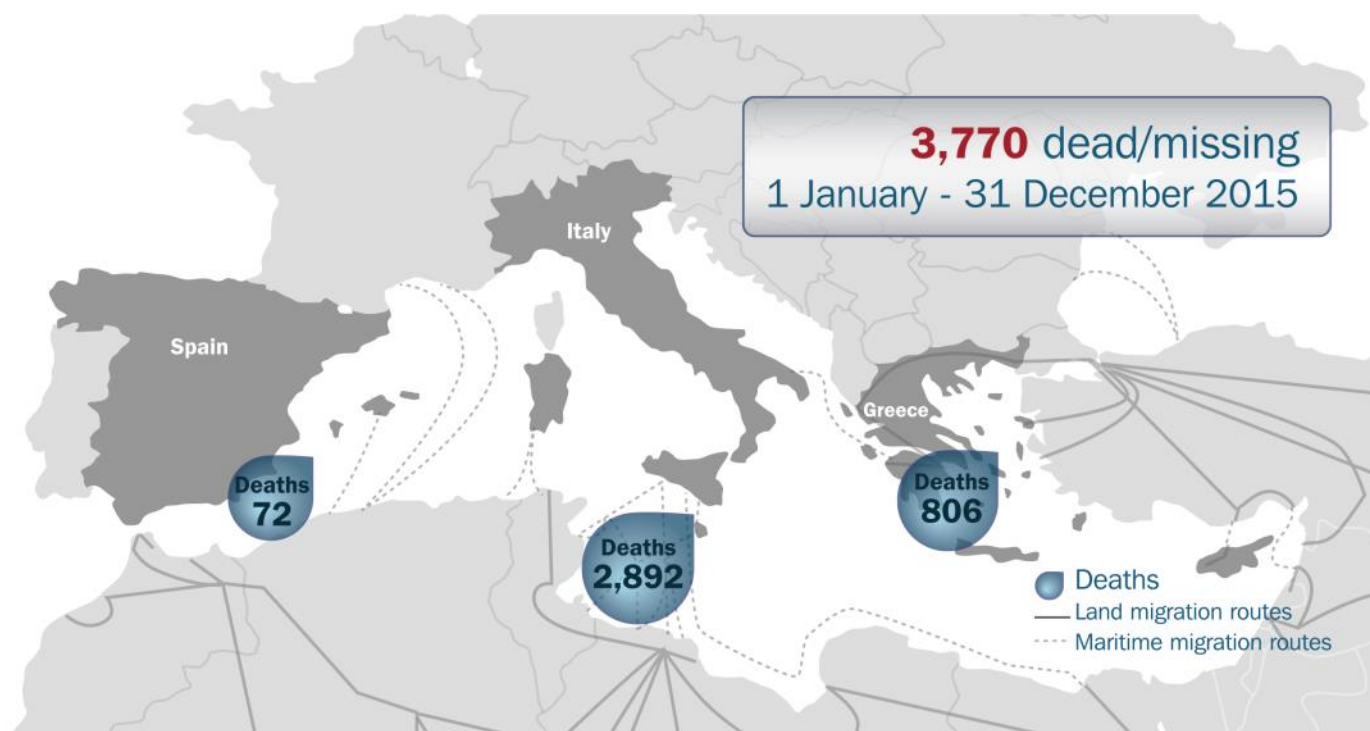 3,770 dead/missing
1 January - 31 December 2015
Italy
Spain
Greece
Deaths
72
Deaths
2,892
Deaths
806
Deaths
Land migration routes
Maritime migration routes